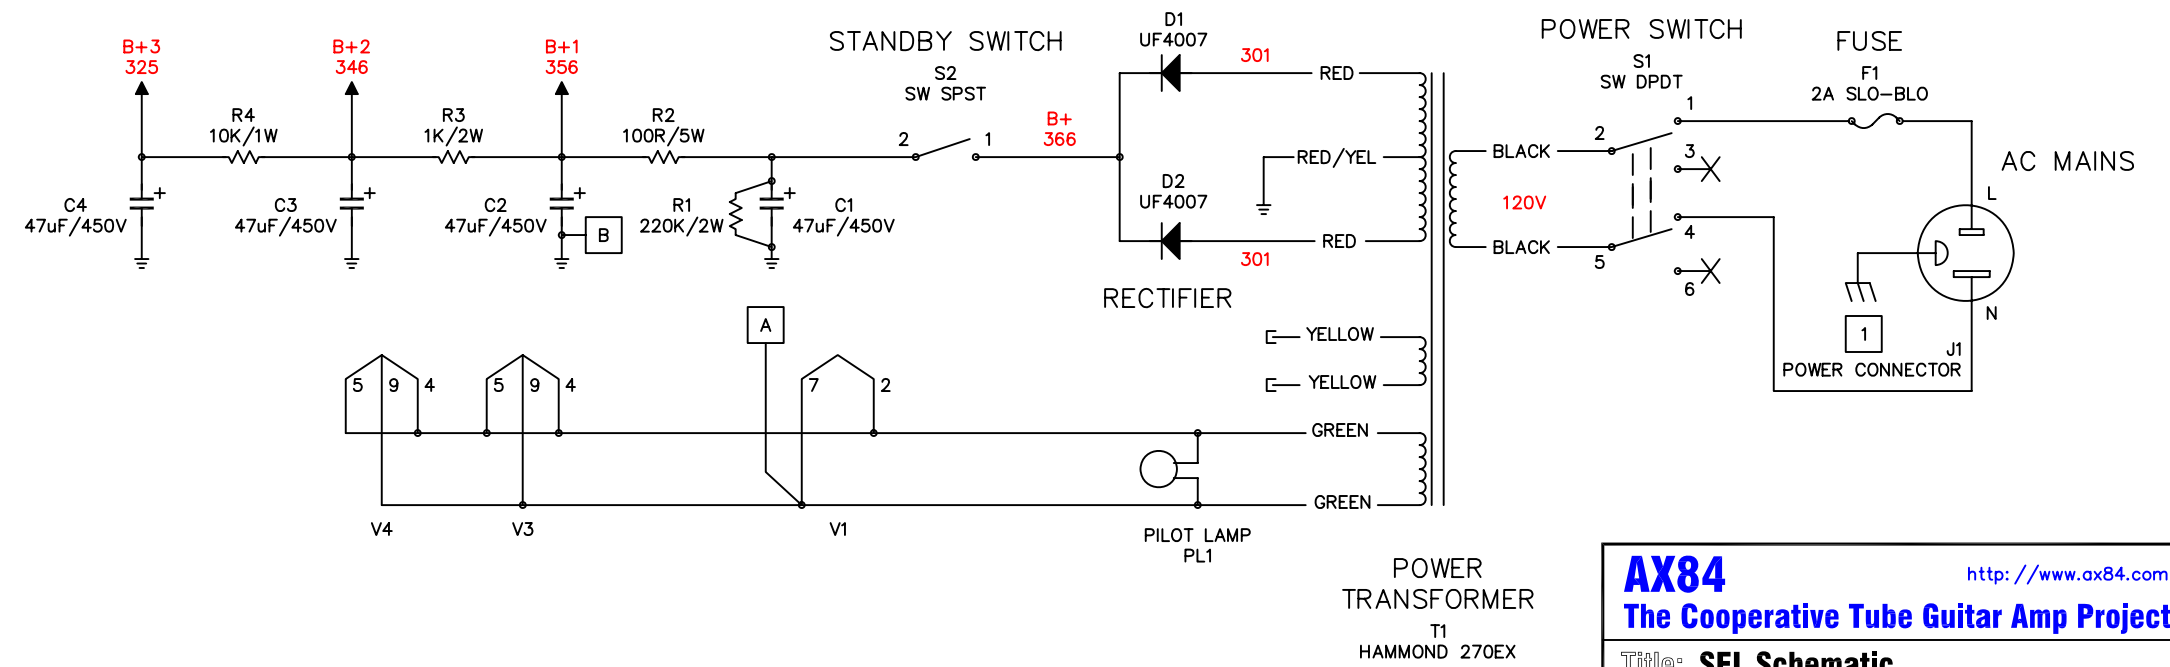 B+3
325
B+2
346
B+1
356
R4
10K/1W
R3
1K/2W
R2
100R/5W
STANDBY SWITCH
S2
SW SPST
2
1
B+
366
D1
UF4007
301
RED
RED/YEL
D2
UF4007
301
RED
RECTIFIER
POWER SWITCH
S1
SW DPDT
1
2
3
4
5
6
BLACK
120V
BLACK
FUSE
F1
2A SLO-BLO
AC MAINS
L
N
1
J1
POWER CONNECTOR
C4
47uF/450V
C3
47uF/450V
C2
47uF/450V
B
R1
220K/2W
C1
47uF/450V
+
+
+
+
A
YELLOW
YELLOW
5
9
4
5
9
4
7
2
GREEN
GREEN
V4
V3
V1
PILOT LAMP
PL1
POWER
TRANSFORMER
T1
HAMMOND 270EX
AX84
http://www.ax84.com
The Cooperative Tube Guitar Amp Project
Title: SEL Schematic